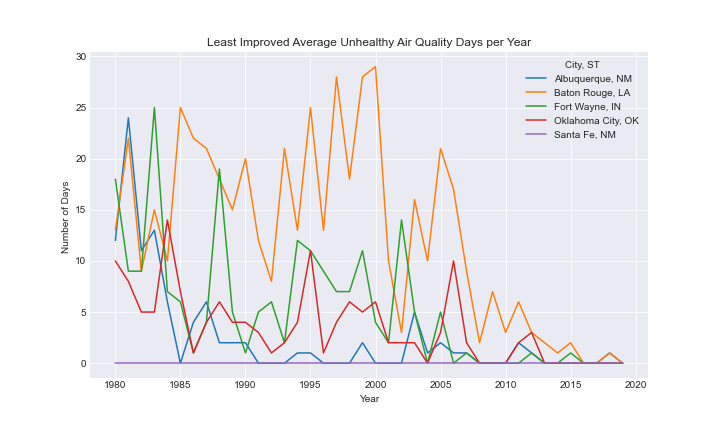 Least Improved Average Unhealthy Air Quality Days per Year
30
25
20
15
10
5
0
Number of Days
City, ST
Albuquerque, NM
Baton Rouge, LA
Fort Wayne, IN
Oklahoma City, OK
Santa Fe, NM
1980 1985 1990 1995 2000 2005 2010 2015 2020
Year